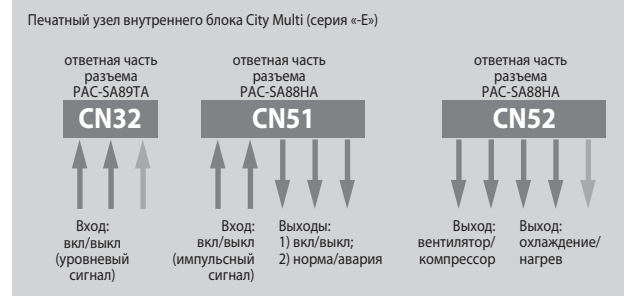 Печатный узел внутреннего блока City Multi (серия «-E»)
ответная часть
разъема
PAC-SA89TA
CN32
Вход:
вкл/выкл
(уровневый
сигнал)
ответная часть
разъема
PAC-SA88HA
CN51
Вход:
вкл/выкл
(импульсный
сигнал)
Выходы:
1) вкл/выкл;
2) норма/авария
ответная часть
разъема
PAC-SA88HA
CN52
Выход:
вентилятор/
компрессор
Выход:
охлаждение/
нагрев